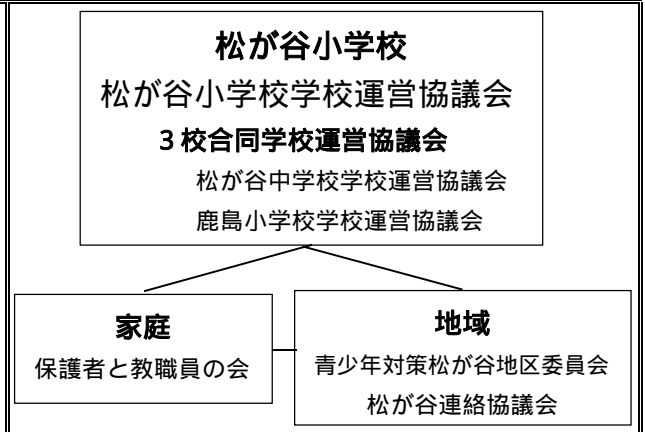 松が谷小学校
松が谷小学校学校運営協議会
3校合同学校運営協議会
松が谷中学校学校運営協議会
鹿島小学校学校運営協議会
家庭
保護者と教職員の会
地域
青少年対策松が谷地区委員会
松が谷連絡協議会